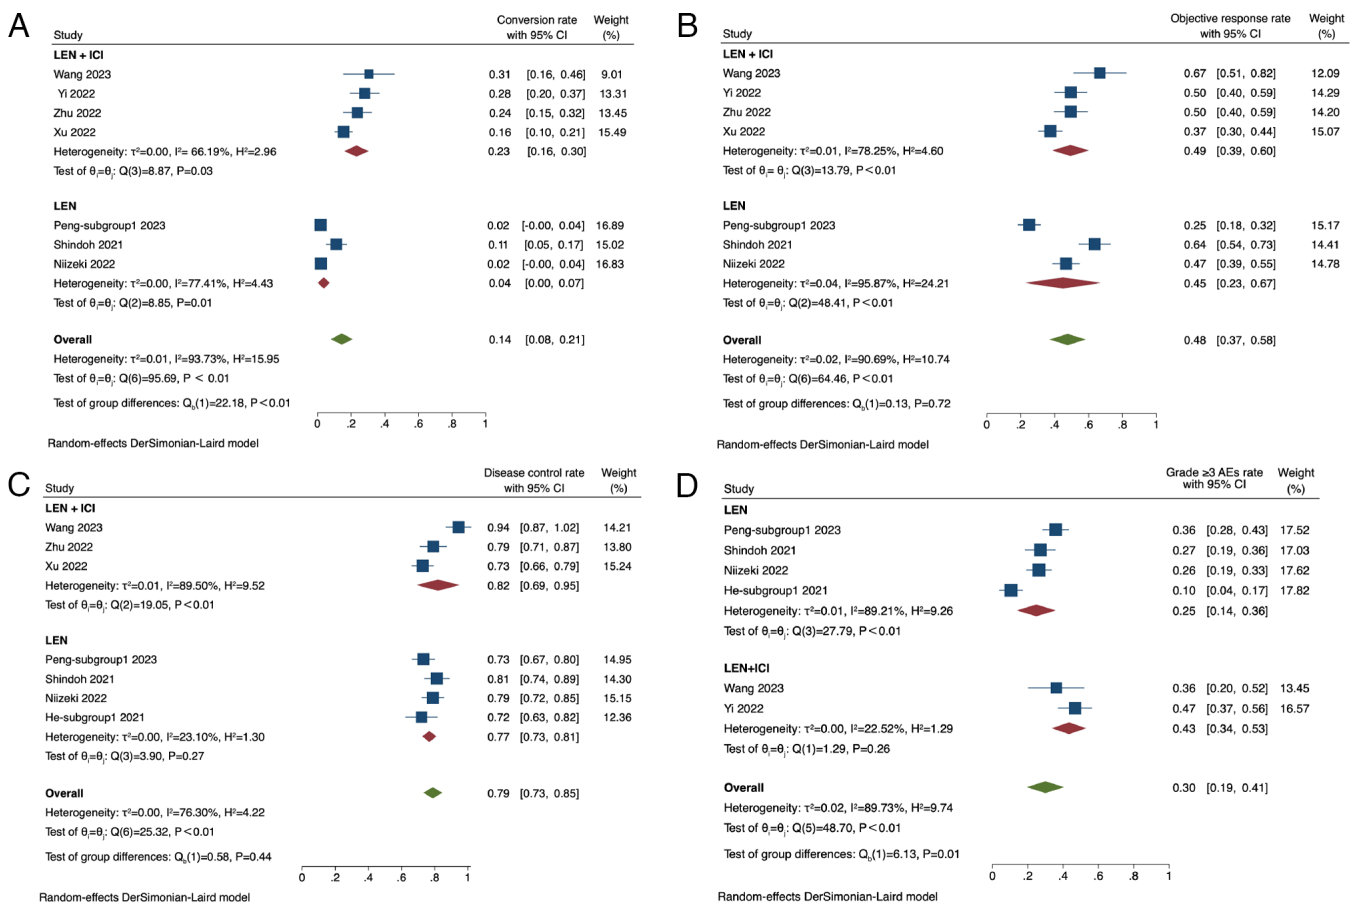 A
Conversion rate Weight
Study with 95% CI (%)
LEN + ICI
Wang 2023 0.31 [0.16, 0.46] 9.01
Yi 2022 0.28 [0.20, 0.37] 13.31
Zhu 2022 0.24 [0.15, 0.32] 13.45
Xu 2022 0.16 [0.10, 0.21] 15.49
Heterogeneity: τ²=0.00, I²= 66.19%, H²=2.96 0.23 [0.16, 0.30]
Test of θᵢ=θⱼ: Q(3)=8.87, P=0.03
LEN
Peng-subgroup1 2023 0.02 [-0.00, 0.04] 16.89
Shindoh 2021 0.11 [0.05, 0.17] 15.02
Niizeki 2022 0.02 [-0.00, 0.04] 16.83
Heterogeneity: τ²=0.00, I²=77.41%, H²=4.43 0.04 [0.00, 0.07]
Test of θᵢ=θⱼ: Q(2)=8.85, P=0.01
Overall 0.14 [0.08, 0.21]
Heterogeneity: τ²=0.01, I²=93.73%, H²=15.95
Test of θᵢ=θⱼ: Q(6)=95.69, P < 0.01
Test of group differences: Q_b(1)=22.18, P<0.01
0 .2 .4 .6 .8 1
Random-effects DerSimonian-Laird model
B
Objective response rate Weight
Study with 95% CI (%)
LEN + ICI
Wang 2023 0.67 [0.51, 0.82] 12.09
Yi 2022 0.50 [0.40, 0.59] 14.29
Zhu 2022 0.50 [0.40, 0.59] 14.20
Xu 2022 0.37 [0.30, 0.44] 15.07
Heterogeneity: τ²=0.01, I²=78.25%, H²=4.60 0.49 [0.39, 0.60]
Test of θᵢ= θⱼ: Q(3)=13.79, P<0.01
LEN
Peng-subgroup1 2023 0.25 [0.18, 0.32] 15.17
Shindoh 2021 0.64 [0.54, 0.73] 14.41
Niizeki 2022 0.47 [0.39, 0.55] 14.78
Heterogeneity: τ²=0.04, I²=95.87%, H²=24.21 0.45 [0.23, 0.67]
Test of θᵢ=θⱼ: Q(2)=48.41, P<0.01
Overall 0.48 [0.37, 0.58]
Heterogeneity: τ²=0.02, I²=90.69%, H²=10.74
Test of θᵢ=θⱼ: Q(6)=64.46, P<0.01
Test of group differences: Q_b(1)=0.13, P=0.72
0 .2 .4 .6 .8 1
Random-effects DerSimonian-Laird model
C
Disease control rate Weight
Study with 95% CI (%)
LEN + ICI
Wang 2023 0.94 [0.87, 1.02] 14.21
Zhu 2022 0.79 [0.71, 0.87] 13.80
Xu 2022 0.73 [0.66, 0.79] 15.24
Heterogeneity: τ²=0.01, I²=89.50%, H²=9.52 0.82 [0.69, 0.95]
Test of θᵢ=θⱼ: Q(2)=19.05, P<0.01
LEN
Peng-subgroup1 2023 0.73 [0.67, 0.80] 14.95
Shindoh 2021 0.81 [0.74, 0.89] 14.30
Niizeki 2022 0.79 [0.72, 0.85] 15.15
He-subgroup1 2021 0.72 [0.63, 0.82] 12.36
Heterogeneity: τ²=0.00, I²=23.10%, H²=1.30 0.77 [0.73, 0.81]
Test of θᵢ=θⱼ: Q(3)=3.90, P=0.27
Overall 0.79 [0.73, 0.85]
Heterogeneity: τ²=0.00, I²=76.30%, H²=4.22
Test of θᵢ=θⱼ: Q(6)=25.32, P<0.01
Test of group differences: Q_b(1)=0.58, P=0.44
0 .2 .4 .6 .8 1
Random-effects DerSimonian-Laird model
D
Grade ≥3 AEs rate Weight
Study with 95% CI (%)
LEN
Peng-subgroup1 2023 0.36 [0.28, 0.43] 17.52
Shindoh 2021 0.27 [0.19, 0.36] 17.03
Niizeki 2022 0.26 [0.19, 0.33] 17.62
He-subgroup1 2021 0.10 [0.04, 0.17] 17.82
Heterogeneity: τ²=0.01, I²=89.21%, H²=9.26 0.25 [0.14, 0.36]
Test of θᵢ=θⱼ: Q(3)=27.79, P<0.01
LEN+ICI
Wang 2023 0.36 [0.20, 0.52] 13.45
Yi 2022 0.47 [0.37, 0.56] 16.57
Heterogeneity: τ²=0.00, I²=22.52%, H²=1.29 0.43 [0.34, 0.53]
Test of θᵢ=θⱼ: Q(1)=1.29, P=0.26
Overall 0.30 [0.19, 0.41]
Heterogeneity: τ²=0.02, I²=89.73%, H²=9.74
Test of θᵢ=θⱼ: Q(5)=48.70, P<0.01
Test of group differences: Q_b(1)=6.13, P=0.01
0 .2 .4 .6 .8 1
Random-effects DerSimonian-Laird model